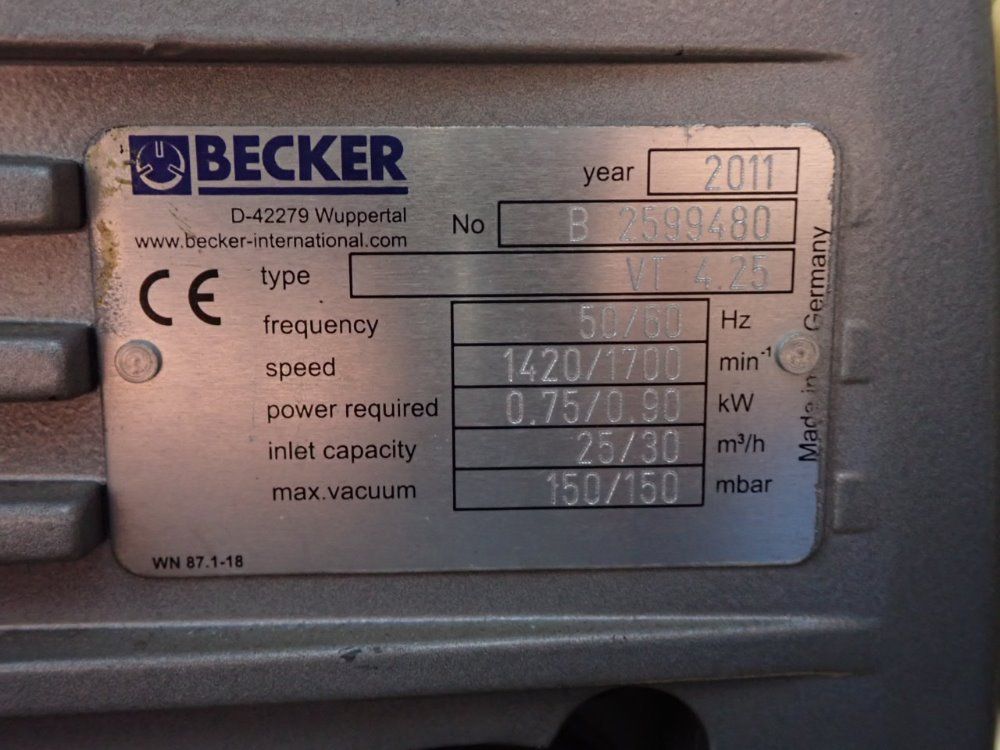 BECKER
D-42279 Wuppertal
www.becker-international.com
year 2011
No B 2599480
type VT 4.25
CE
frequency 50/60 Hz
speed 1420/1700 min⁻¹
power required 0.75/0.90 kW
inlet capacity 25/30 m³/h
max.vacuum 150/150 mbar
Made in Germany
WN 87.1-18